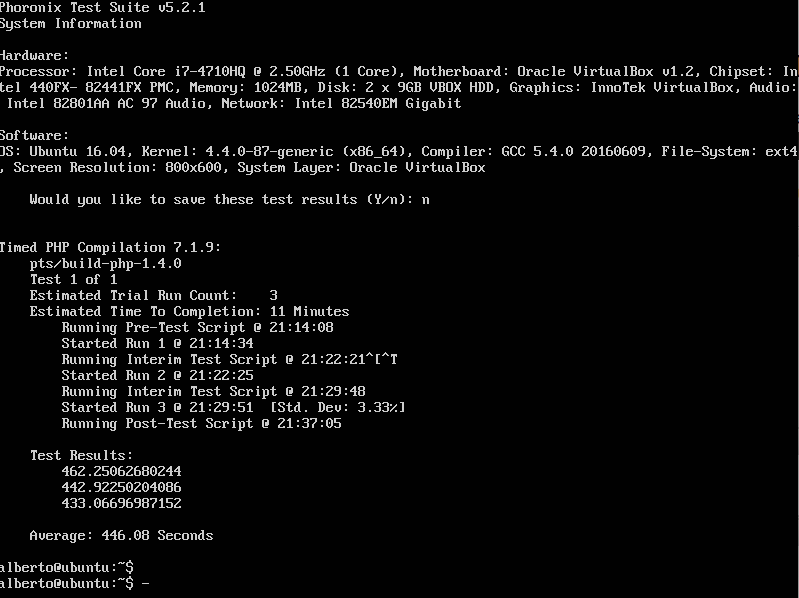 Phoronix Test Suite v5.2.1
System Information
Hardware:
Processor: Intel Core i7-4710HQ @ 2.50GHz (1 Core), Motherboard: Oracle VirtualBox v1.2, Chipset: In
tel 440FX- 82441FX PMC, Memory: 1024MB, Disk: 2 x 9GB VBOX HDD, Graphics: InnoTek VirtualBox, Audio:
Intel 82801AA AC 97 Audio, Network: Intel 82540EM Gigabit
Software:
OS: Ubuntu 16.04, Kernel: 4.4.0-87-generic (x86_64), Compiler: GCC 5.4.0 20160609, File-System: ext4
, Screen Resolution: 800x600, System Layer: Oracle VirtualBox
Would you like to save these test results (Y/n): n
Timed PHP Compilation 7.1.9:
pts/build-php-1.4.0
Test 1 of 1
Estimated Trial Run Count: 3
Estimated Time To Completion: 11 Minutes
Running Pre-Test Script @ 21:14:08
Started Run 1 @ 21:14:34
Running Interim Test Script @ 21:22:21^[^T
Started Run 2 @ 21:22:25
Running Interim Test Script @ 21:29:48
Started Run 3 @ 21:29:51 [Std. Dev: 3.33%]
Running Post-Test Script @ 21:37:05
Test Results:
462.25062680244
442.92250204086
433.06696987152
Average: 446.08 Seconds
alberto@ubuntu:~$
alberto@ubuntu:~$ _